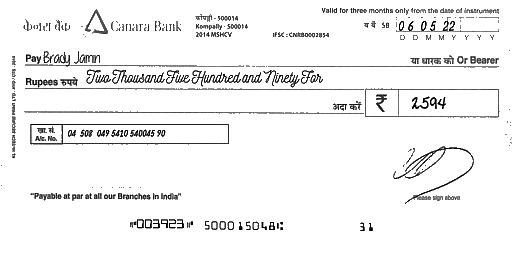 Valid for three months only from the date of instrument
केनरा बैंक Canara Bank
कोंपल्ली - 500014
Kompally - 500014
2014 MSHCV
IFSC : CNRB0002854
06 05 22
D D M M Y Y Y Y
Pay Brady Jamin या धारक को Or Bearer
Rupees रुपये Two Thousand Five Hundred and Ninety For
अदा करें ₹ 2594
खा. सं.
A/c. No. 04 508 049 5410 540045 90
Please sign above
"Payable at par at all our Branches in India"
⑈003923⑈ 500015048⑆ 31